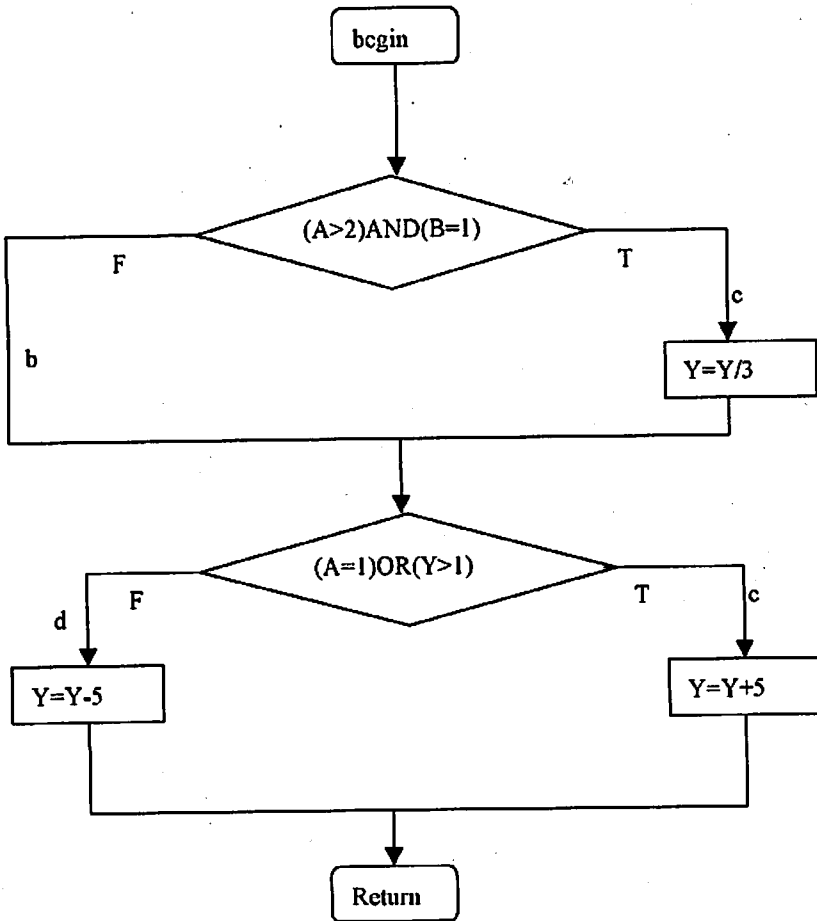 begin
(A>2)AND(B=1)
F
T
c
b
Y=Y/3
(A=1)OR(Y>1)
F
T
c
d
Y=Y-5
Y=Y+5
Return